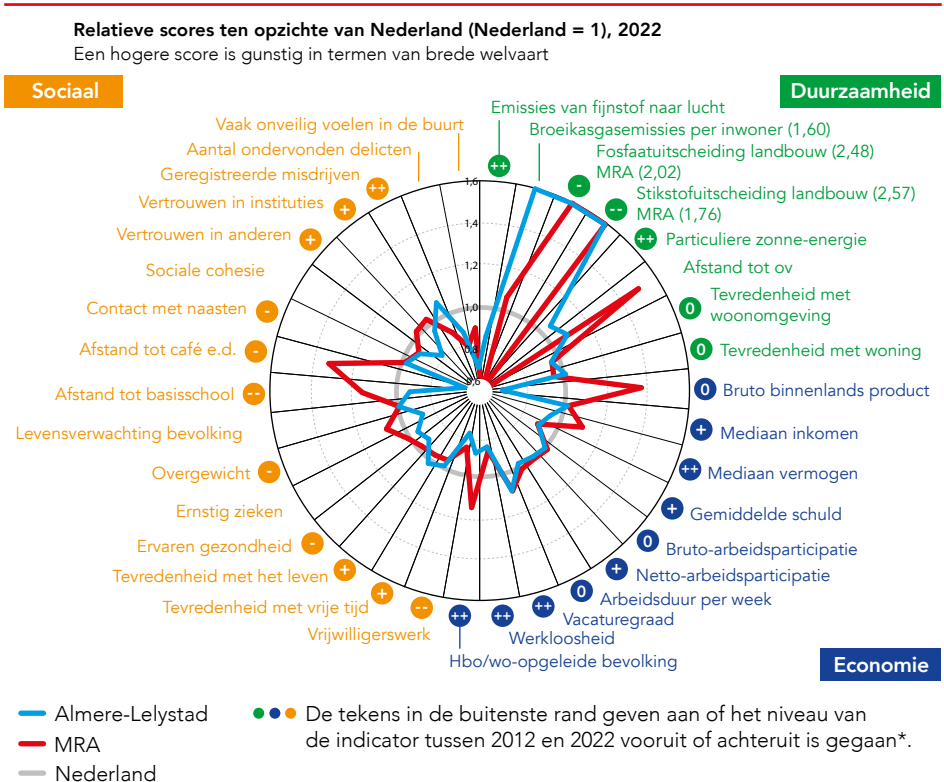 Relatieve scores ten opzichte van Nederland (Nederland = 1), 2022
Een hogere score is gunstig in termen van brede welvaart
Sociaal
Duurzaamheid
Emissies van fijnstof naar lucht
++
Broeikasgasemissies per inwoner (1,60)
Fosfaatuitscheiding landbouw (2,48)
MRA (2,02)
-
Stikstofuitscheiding landbouw (2,57)
MRA (1,76)
--
++ Particuliere zonne-energie
Afstand tot ov
Tevredenheid met
woonomgeving
0
0 Tevredenheid met woning
0 Bruto binnenlands product
+ Mediaan inkomen
++ Mediaan vermogen
+ Gemiddelde schuld
0 Bruto-arbeidsparticipatie
+ Netto-arbeidsparticipatie
0 Arbeidsduur per week
++ Vacaturegraad
++ Werkloosheid
++ Hbo/wo-opgeleide bevolking
Economie
Vrijwilligerswerk --
Tevredenheid met vrije tijd +
Tevredenheid met het leven +
Ervaren gezondheid -
Ernstig zieken
Overgewicht -
Levensverwachting bevolking
Afstand tot basisschool --
Afstand tot café e.d. -
Contact met naasten -
Sociale cohesie
Vertrouwen in anderen +
Vertrouwen in instituties +
Geregistreerde misdrijven ++
Aantal ondervonden delicten
Vaak onveilig voelen in de buurt
1,6
1,4
1,2
1,0
0,8
0,6
Almere-Lelystad
MRA
Nederland
De tekens in de buitenste rand geven aan of het niveau van
de indicator tussen 2012 en 2022 vooruit of achteruit is gegaan*.